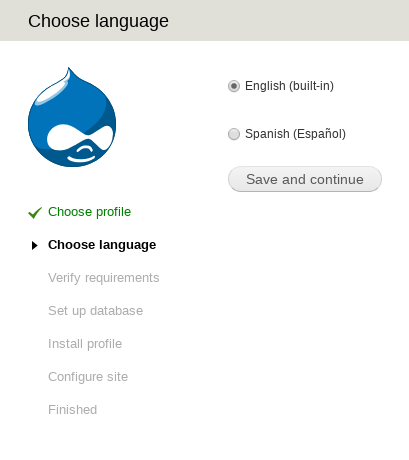 Choose language
English (built-in)
Spanish (Español)
Save and continue
Choose profile
Choose language
Verify requirements
Set up database
Install profile
Configure site
Finished